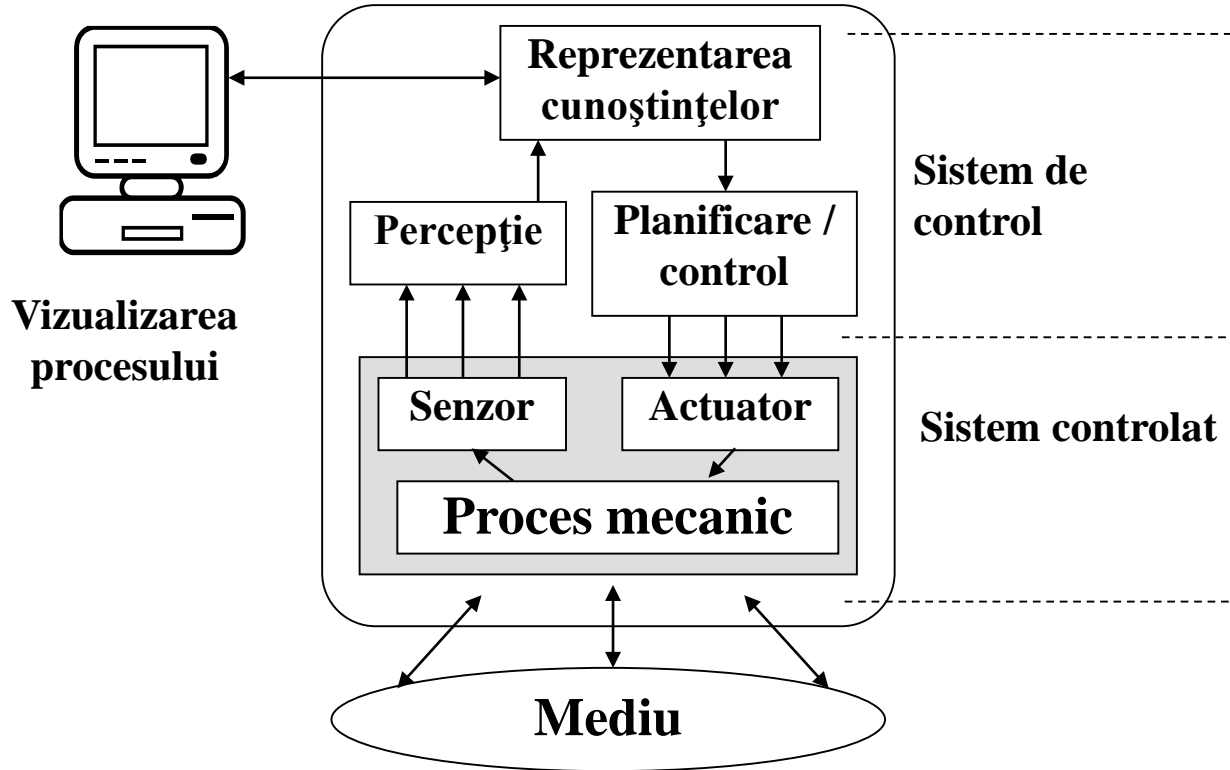 Reprezentarea
cunoştinţelor
Sistem de
control
Percepţie
Planificare /
control
Vizualizarea
procesului
Senzor
Actuator
Sistem controlat
Proces mecanic
Mediu